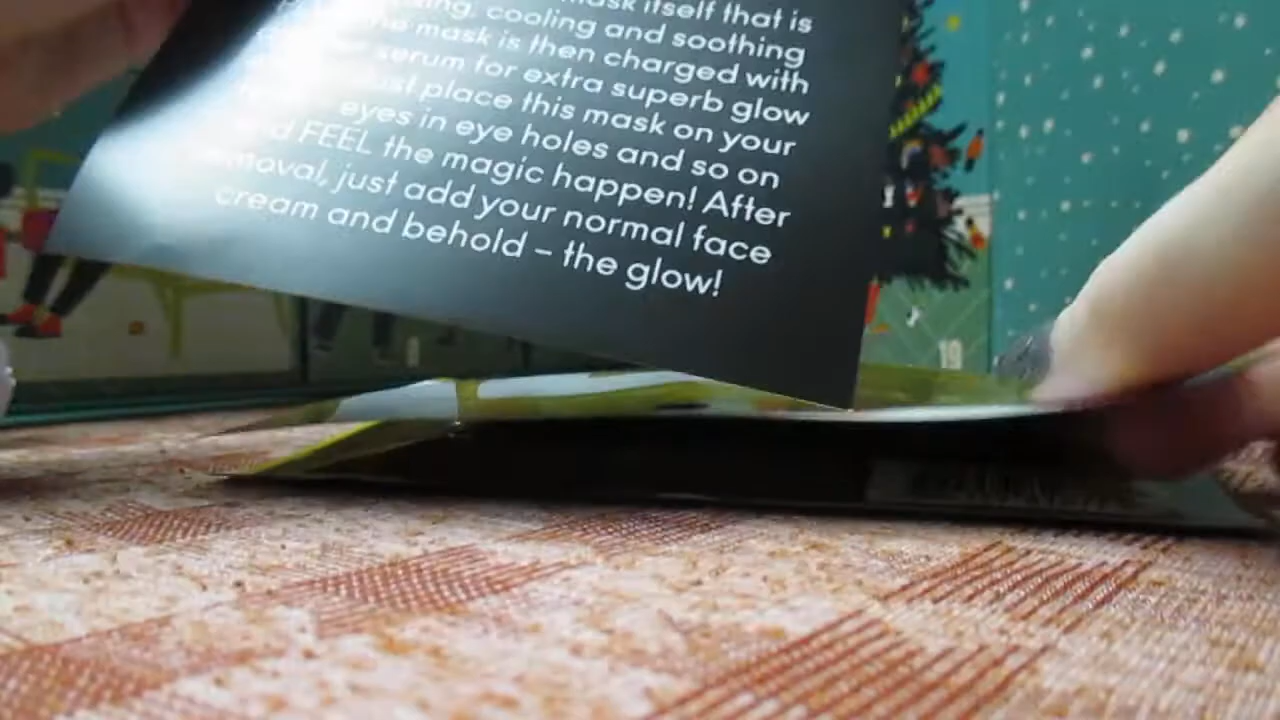 mask itself that is
cooling and soothing
mask is then charged with
serum for extra superb glow
just place this mask on your
eyes in eye holes and so on
FEEL the magic happen! After
just add your normal face
cream and behold – the glow!
19